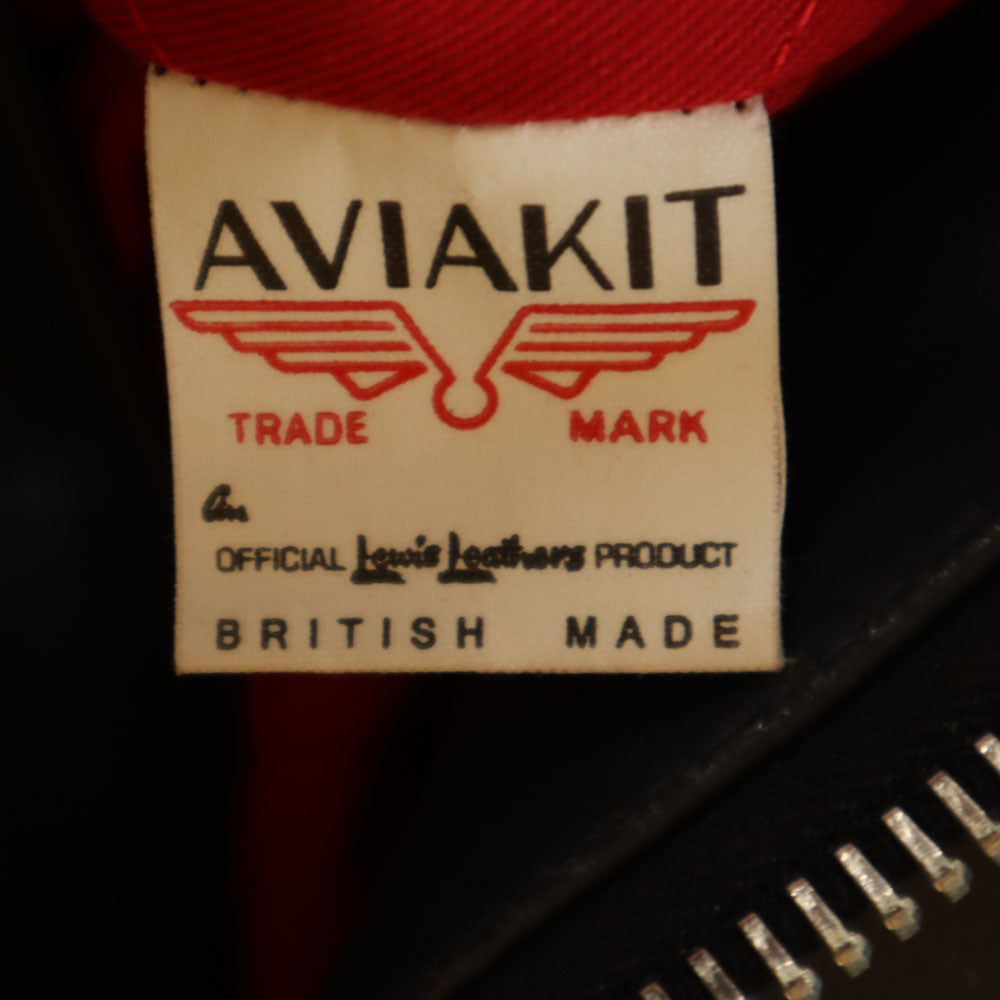 AVIAKIT
TRADE MARK
An
OFFICIAL Lewis Leathers PRODUCT
BRITISH MADE